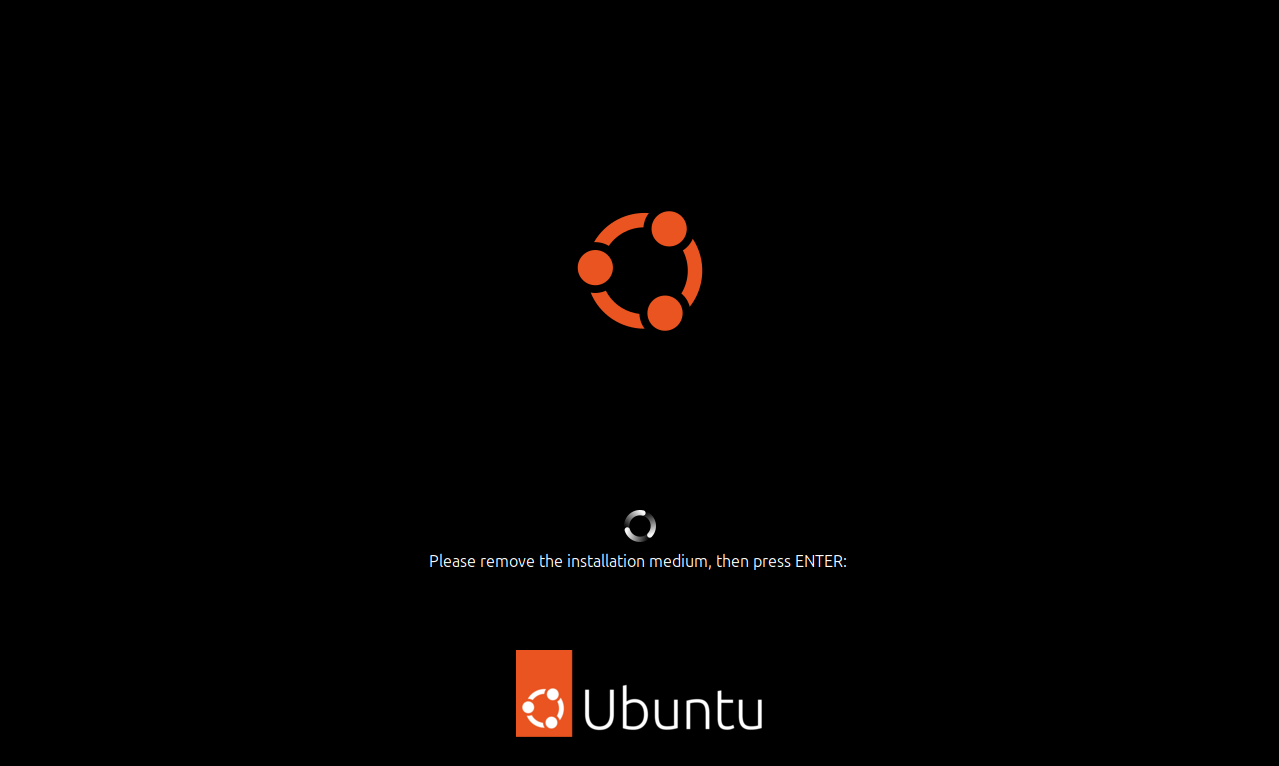 Please remove the installation medium, then press ENTER:
Ubuntu